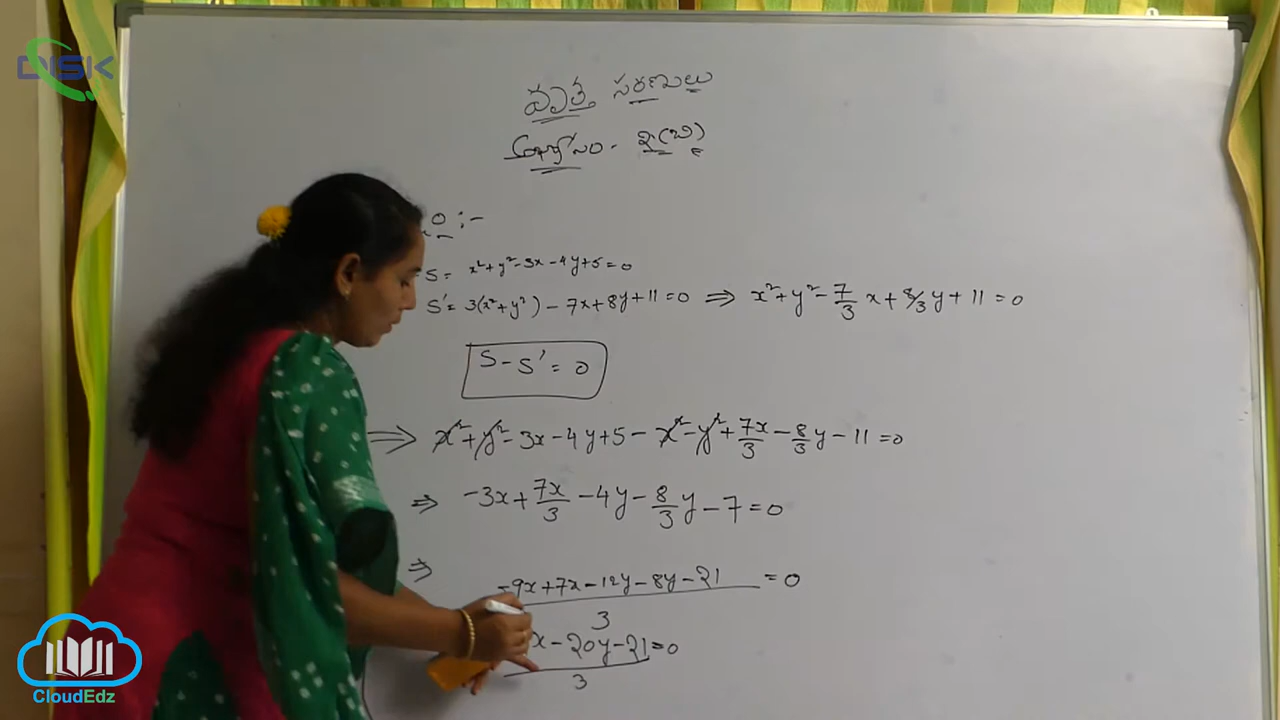 DISK
వృత్త సరణులు
అభ్యాసం - 2(బి)
S = x²+y²-3x-4y+5=0
S' = 3(x²+y²) - 7x+8y+11=0 ⇒ x²+y²-7/3 x+8/3 y+11=0
S - S' = 0
⇒ x²+y²-3x-4y+5-x²-y²+7x/3-8/3 y-11=0
⇒ -3x+7x/3-4y-8/3 y-7=0
⇒ -9x+7x-12y-8y-21/3 =0
x-20y-21/3=0
CloudEdz